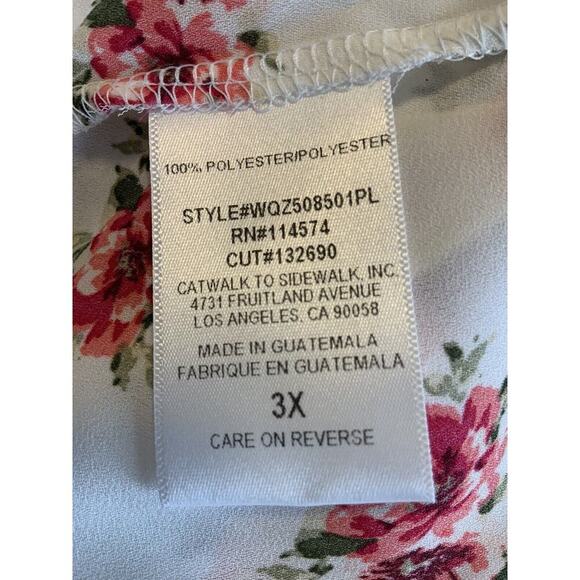 100% POLYESTER/POLYESTER
STYLE#WQZ508501PL
RN#114574
CUT#132690
CATWALK TO SIDEWALK, INC.
4731 FRUITLAND AVENUE
LOS ANGELES, CA 90058
MADE IN GUATEMALA
FABRIQUE EN GUATEMALA
3X
CARE ON REVERSE